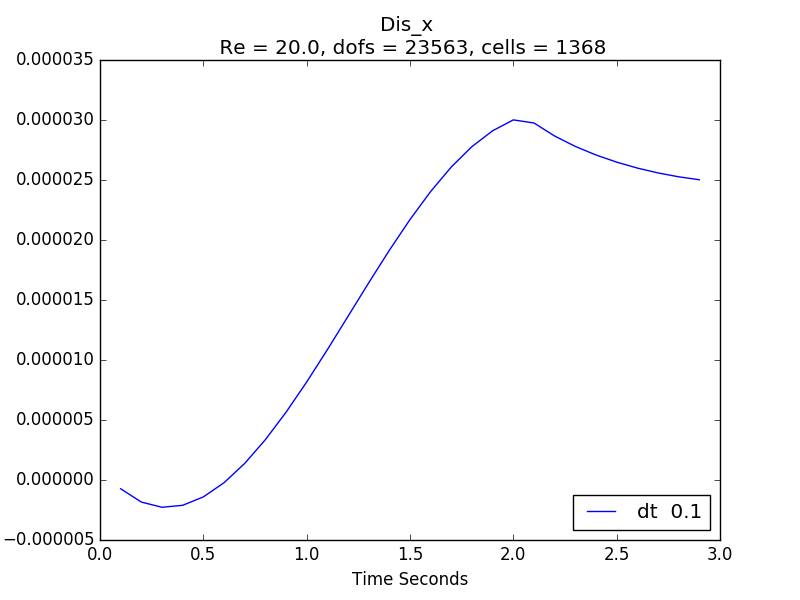 Dis_x
Re = 20.0, dofs = 23563, cells = 1368
0.000035
0.000030
0.000025
0.000020
0.000015
0.000010
0.000005
0.000000
−0.000005
0.0 0.5 1.0 1.5 2.0 2.5 3.0
dt 0.1
Time Seconds